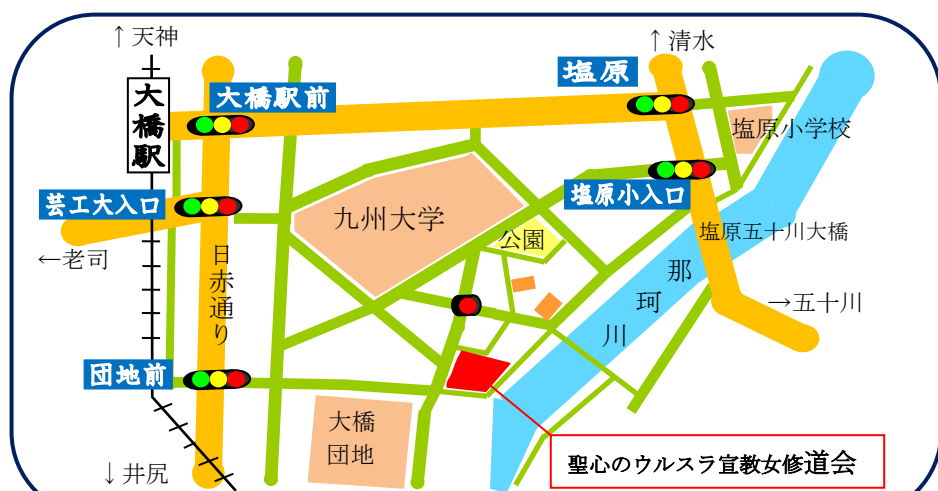 ↑天神
↑清水
大橋駅
大橋駅前
塩原
塩原小学校
芸工大入口
塩原小入口
九州大学
公園
塩原五十川大橋
←老司
日赤通り
那珂川
→五十川
団地前
大橋
団地
↓井尻
聖心のウルスラ宣教女修道会